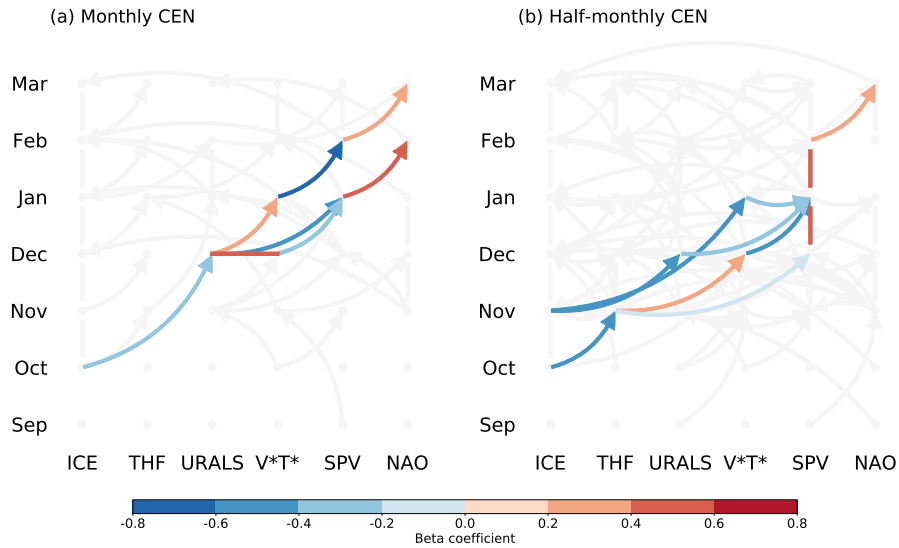 (a) Monthly CEN
(b) Half-monthly CEN
Mar
Feb
Jan
Dec
Nov
Oct
Sep
ICE THF URALS V*T* SPV NAO
Mar
Feb
Jan
Dec
Nov
Oct
Sep
ICE THF URALS V*T* SPV NAO
-0.8 -0.6 -0.4 -0.2 0.0 0.2 0.4 0.6 0.8
Beta coefficient